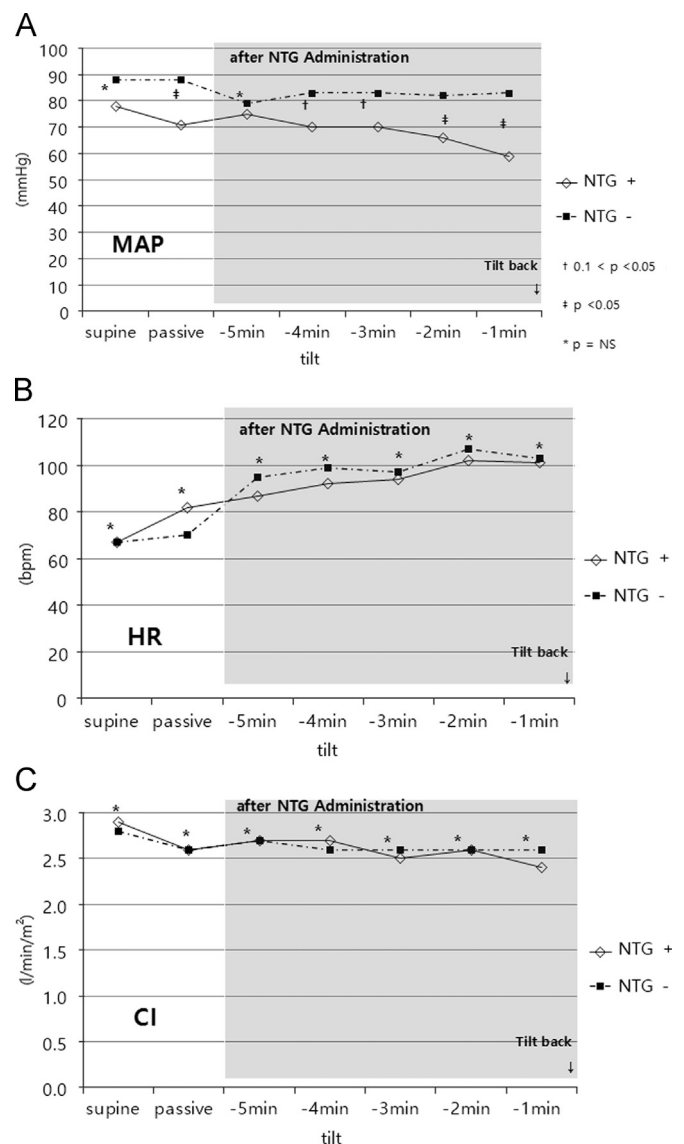 A
after NTG Administration
100
90
80
70
60
50
40
30
20
10
0
(mmHg)
* ‡ * † † ‡ ‡
MAP
Tilt back
↓
supine passive -5min -4min -3min -2min -1min
tilt
NTG +
NTG -
† 0.1 < p <0.05
‡ p <0.05
* p = NS
B
after NTG Administration
120
100
80
60
40
20
0
(bpm)
* * * * * * *
HR
Tilt back
↓
supine passive -5min -4min -3min -2min -1min
tilt
NTG +
NTG -
C
after NTG Administration
3.0
2.5
2.0
1.5
1.0
0.5
0.0
(l/min/m²)
* * * * * * *
CI
Tilt back
↓
supine passive -5min -4min -3min -2min -1min
tilt
NTG +
NTG -